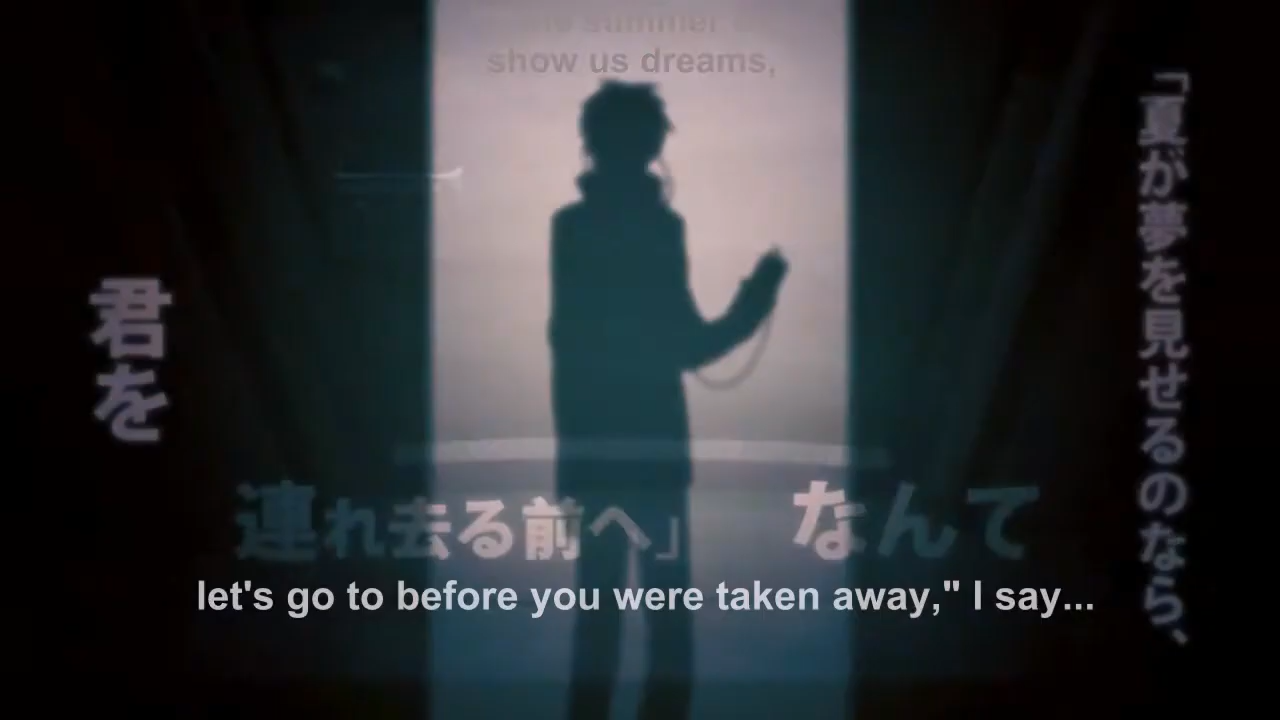 show us dreams,
「夏が夢を見せるのなら、
君を
連れ去る前へ」 なんて
let's go to before you were taken away," I say...